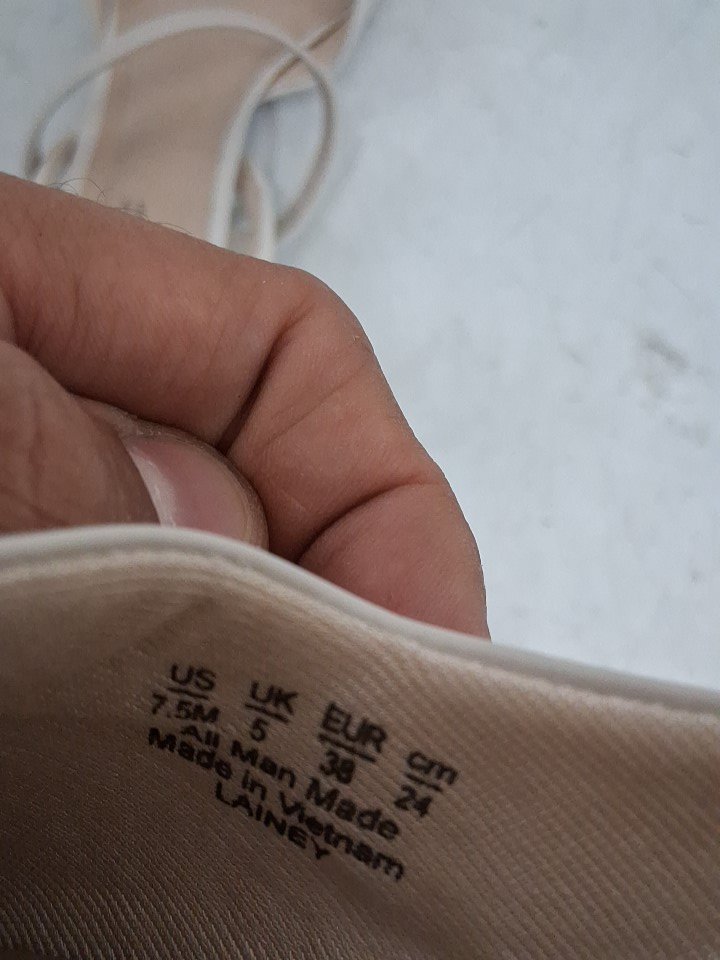 US UK EUR cm
7.5M 5 38 24
All Man Made
Made in Vietnam
LAINEY